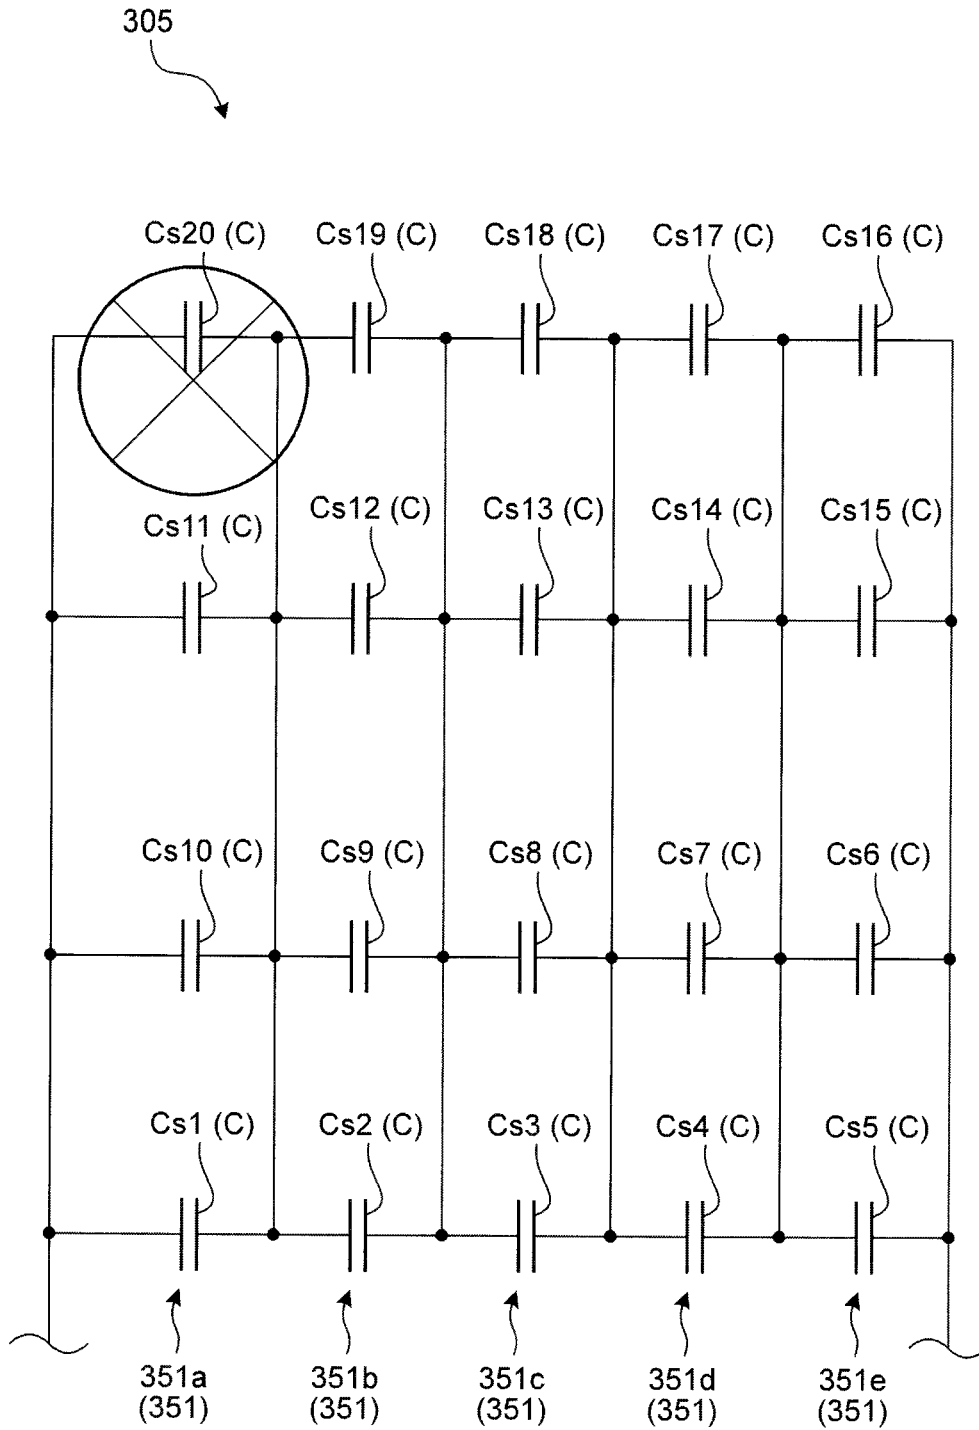 305
Cs20 (C) Cs19 (C) Cs18 (C) Cs17 (C) Cs16 (C)
Cs11 (C) Cs12 (C) Cs13 (C) Cs14 (C) Cs15 (C)
Cs10 (C) Cs9 (C) Cs8 (C) Cs7 (C) Cs6 (C)
Cs1 (C) Cs2 (C) Cs3 (C) Cs4 (C) Cs5 (C)
351a 351b 351c 351d 351e
(351) (351) (351) (351) (351)